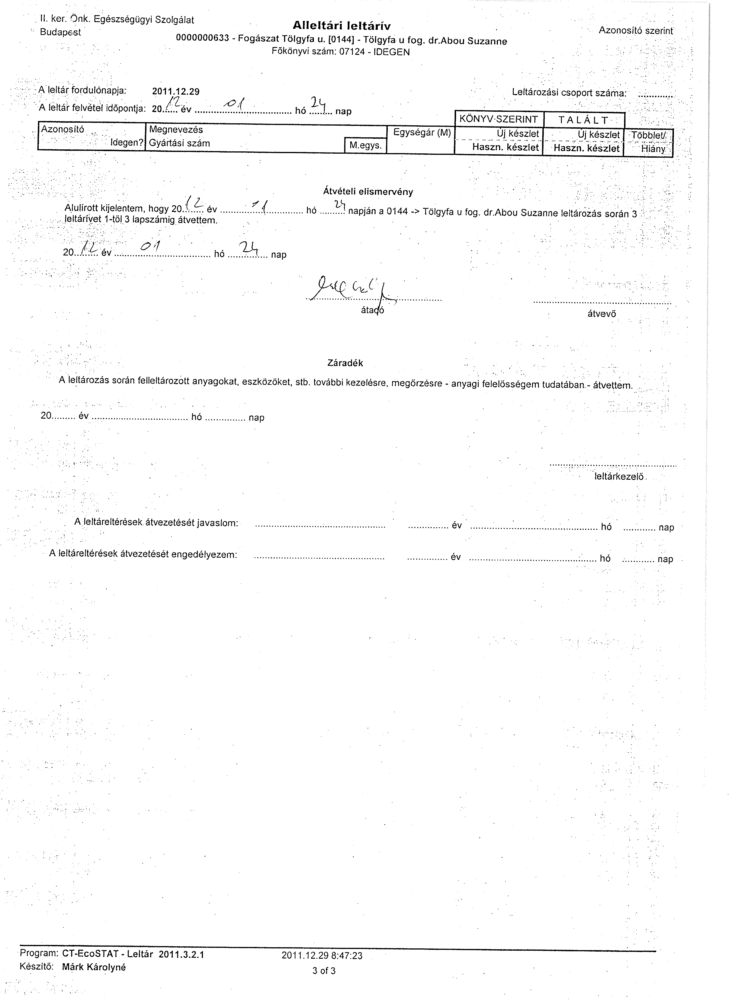 II. ker. Önk. Egészségügyi Szolgálat
Budapest
Alleltári leltárív
Azonosító szerint
0000000633 - Fogászat Tölgyfa u. [0144] - Tölgyfa u fog. dr.Abou Suzanne
Főkönyvi szám: 07124 - IDEGEN
A leltár fordulónapja: 2011.12.29
Leltározási csoport száma: ..............
A leltár felvétel időpontja: 20.12. év ........01........ hó ..24.. nap
KÖNYV SZERINT TALÁLT
Azonosító Megnevezés Egységár (M) Új készlet Új készlet Többlet/
Idegen? Gyártási szám M.egys. Haszn. készlet Haszn. készlet Hiány
Átvételi elismervény
Alulírott kijelentem, hogy 20.12.. év ................ hó ..24.. napján a 0144 -> Tölgyfa u fog. dr.Abou Suzanne leltározás során 3
leltárívet 1-től 3 lapszámig átvettem.
20.12.. év ........01........ hó ..24.. nap
átadó
átvevő
Záradék
A leltározás során felleltározott anyagokat, eszközöket, stb. további kezelésre, megőrzésre - anyagi felelősségem tudatában - átvettem.
20......... év .................................... hó ............... nap
leltárkezelő
A leltáreltérések átvezetését javaslom: ................................................ ............... év ................................................ hó ............ nap
A leltáreltérések átvezetését engedélyezem: ................................................ ............... év ................................................ hó ............ nap
Program: CT-EcoSTAT - Leltár 2011.3.2.1 2011.12.29 8:47:23
Készítő: Márk Károlyné
3 of 3